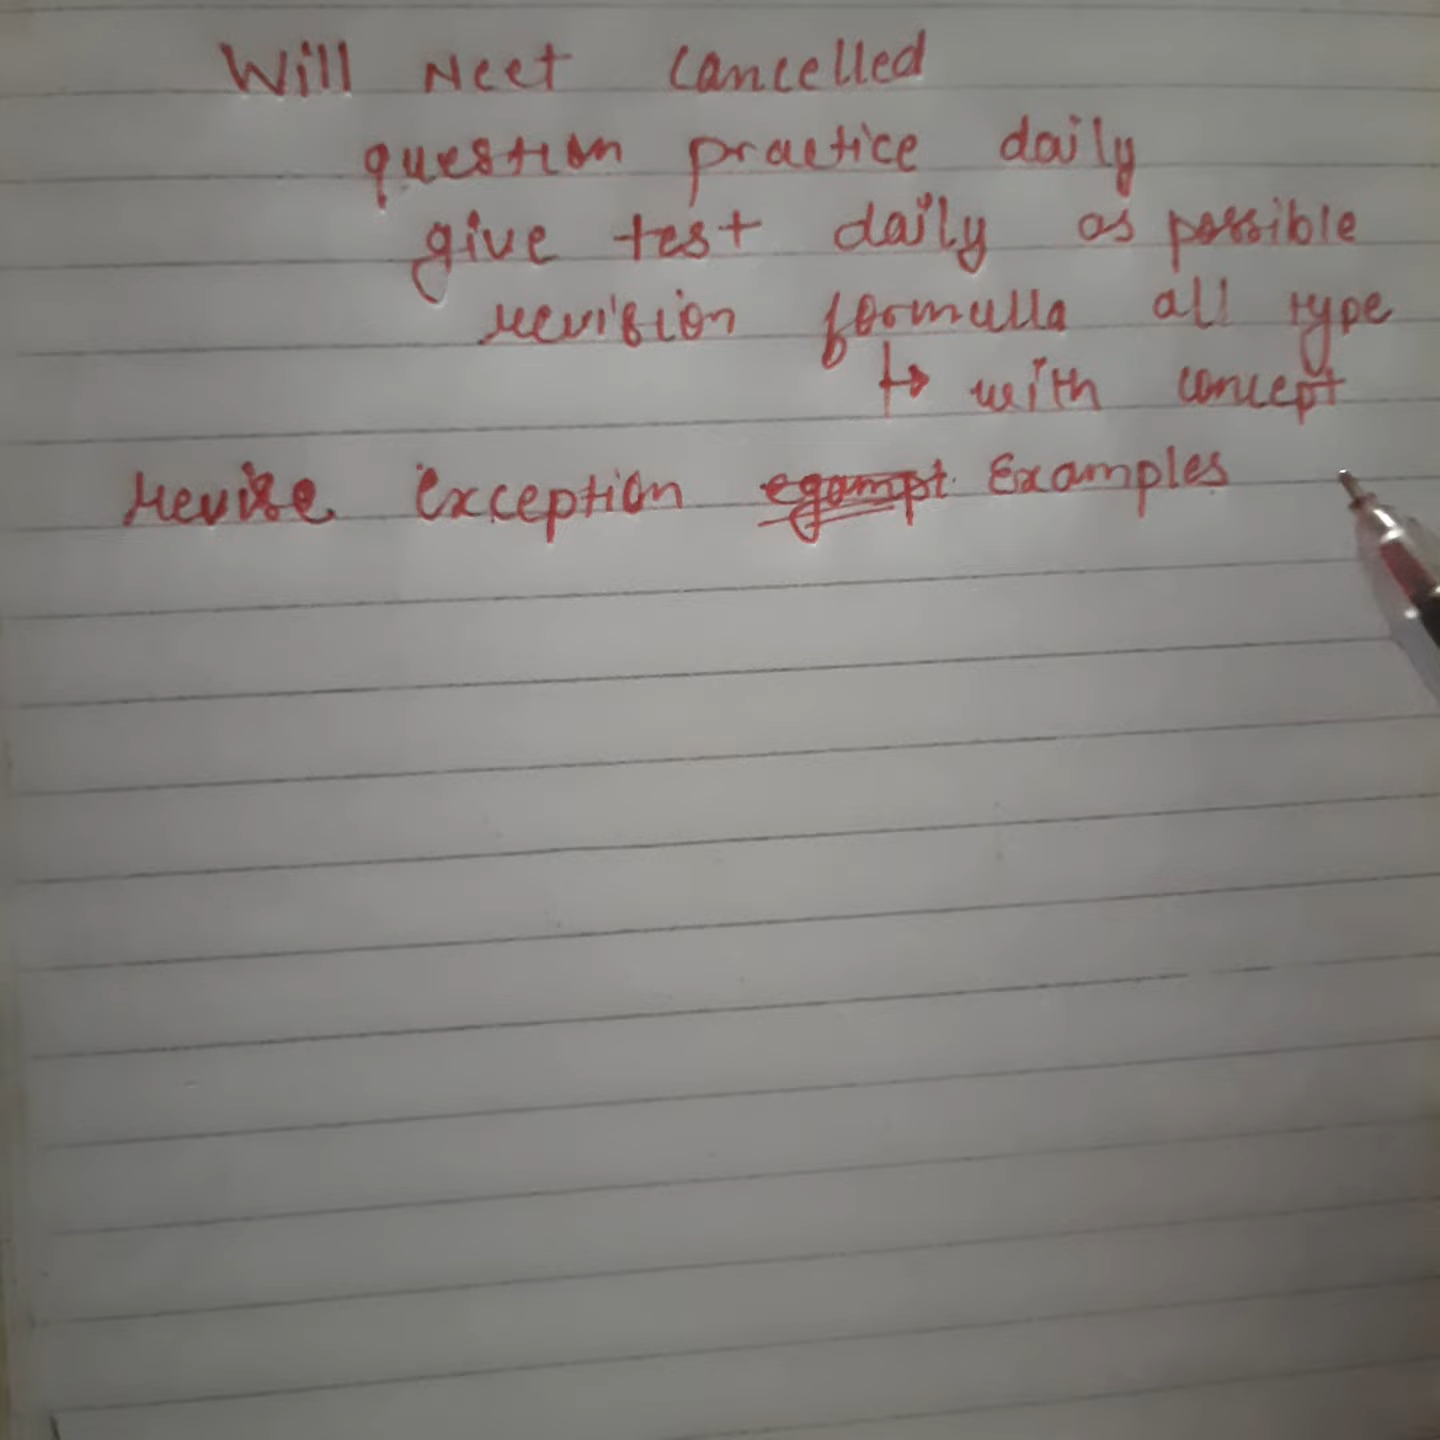 Will Neet Cancelled
question practice daily
give test daily as possible
revision formulla all type
↳ with concept
revise Exception Examples